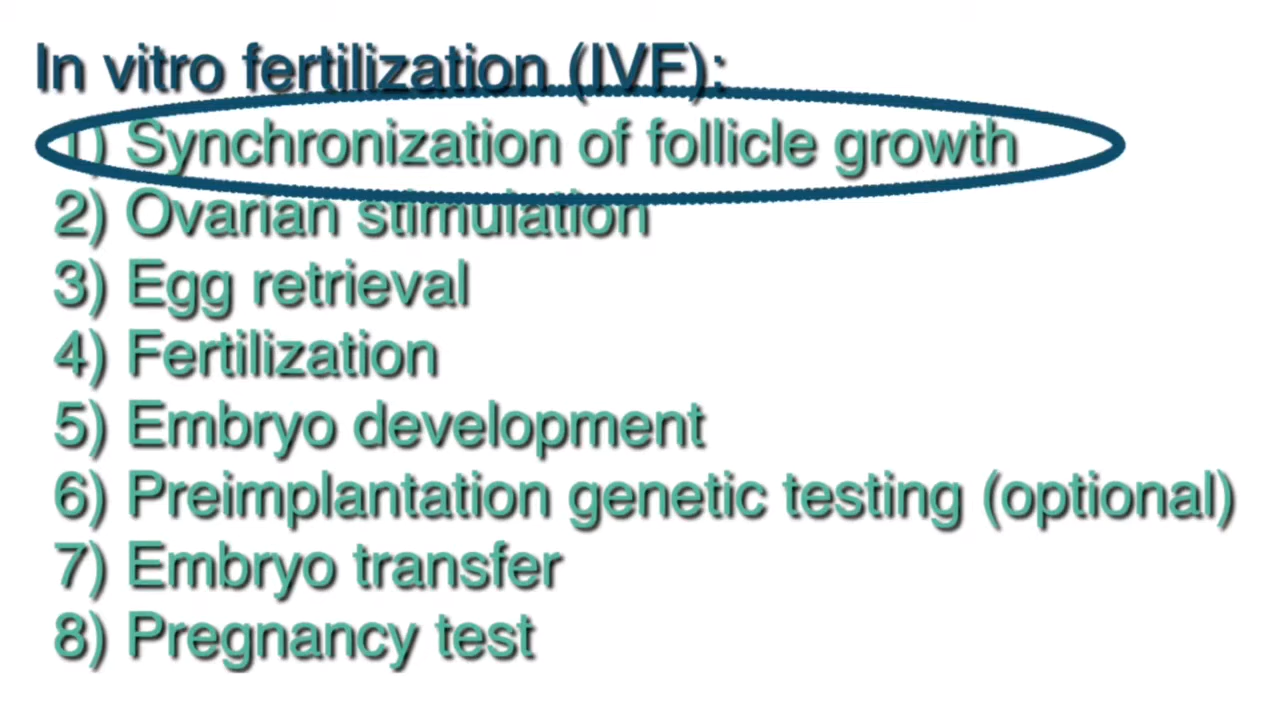 In vitro fertilization (IVF):
1) Synchronization of follicle growth
2) Ovarian stimulation
3) Egg retrieval
4) Fertilization
5) Embryo development
6) Preimplantation genetic testing (optional)
7) Embryo transfer
8) Pregnancy test